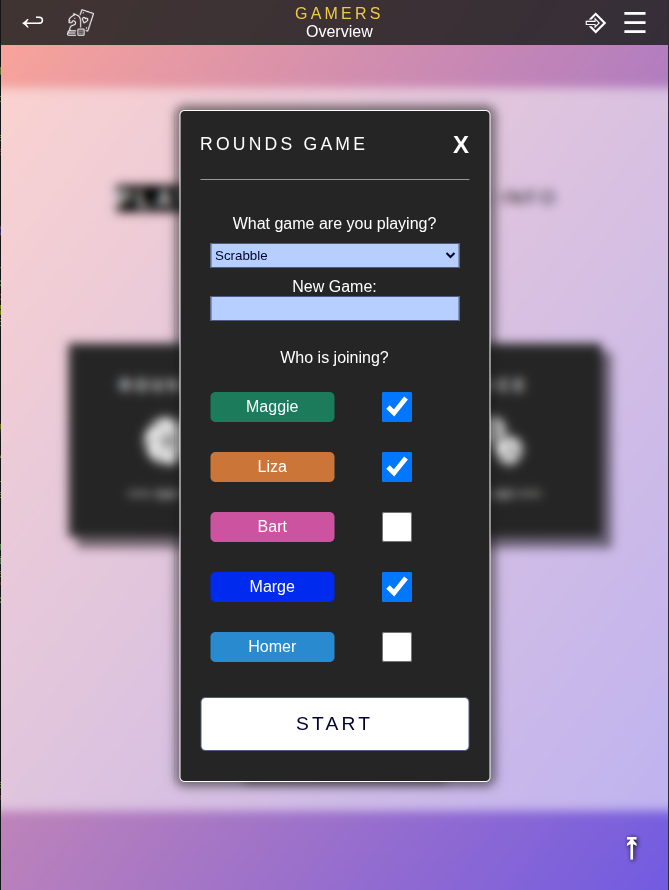 GAMERS
Overview
ROUNDS GAME X
What game are you playing?
Scrabble
New Game:
Who is joining?
Maggie
Liza
Bart
Marge
Homer
START